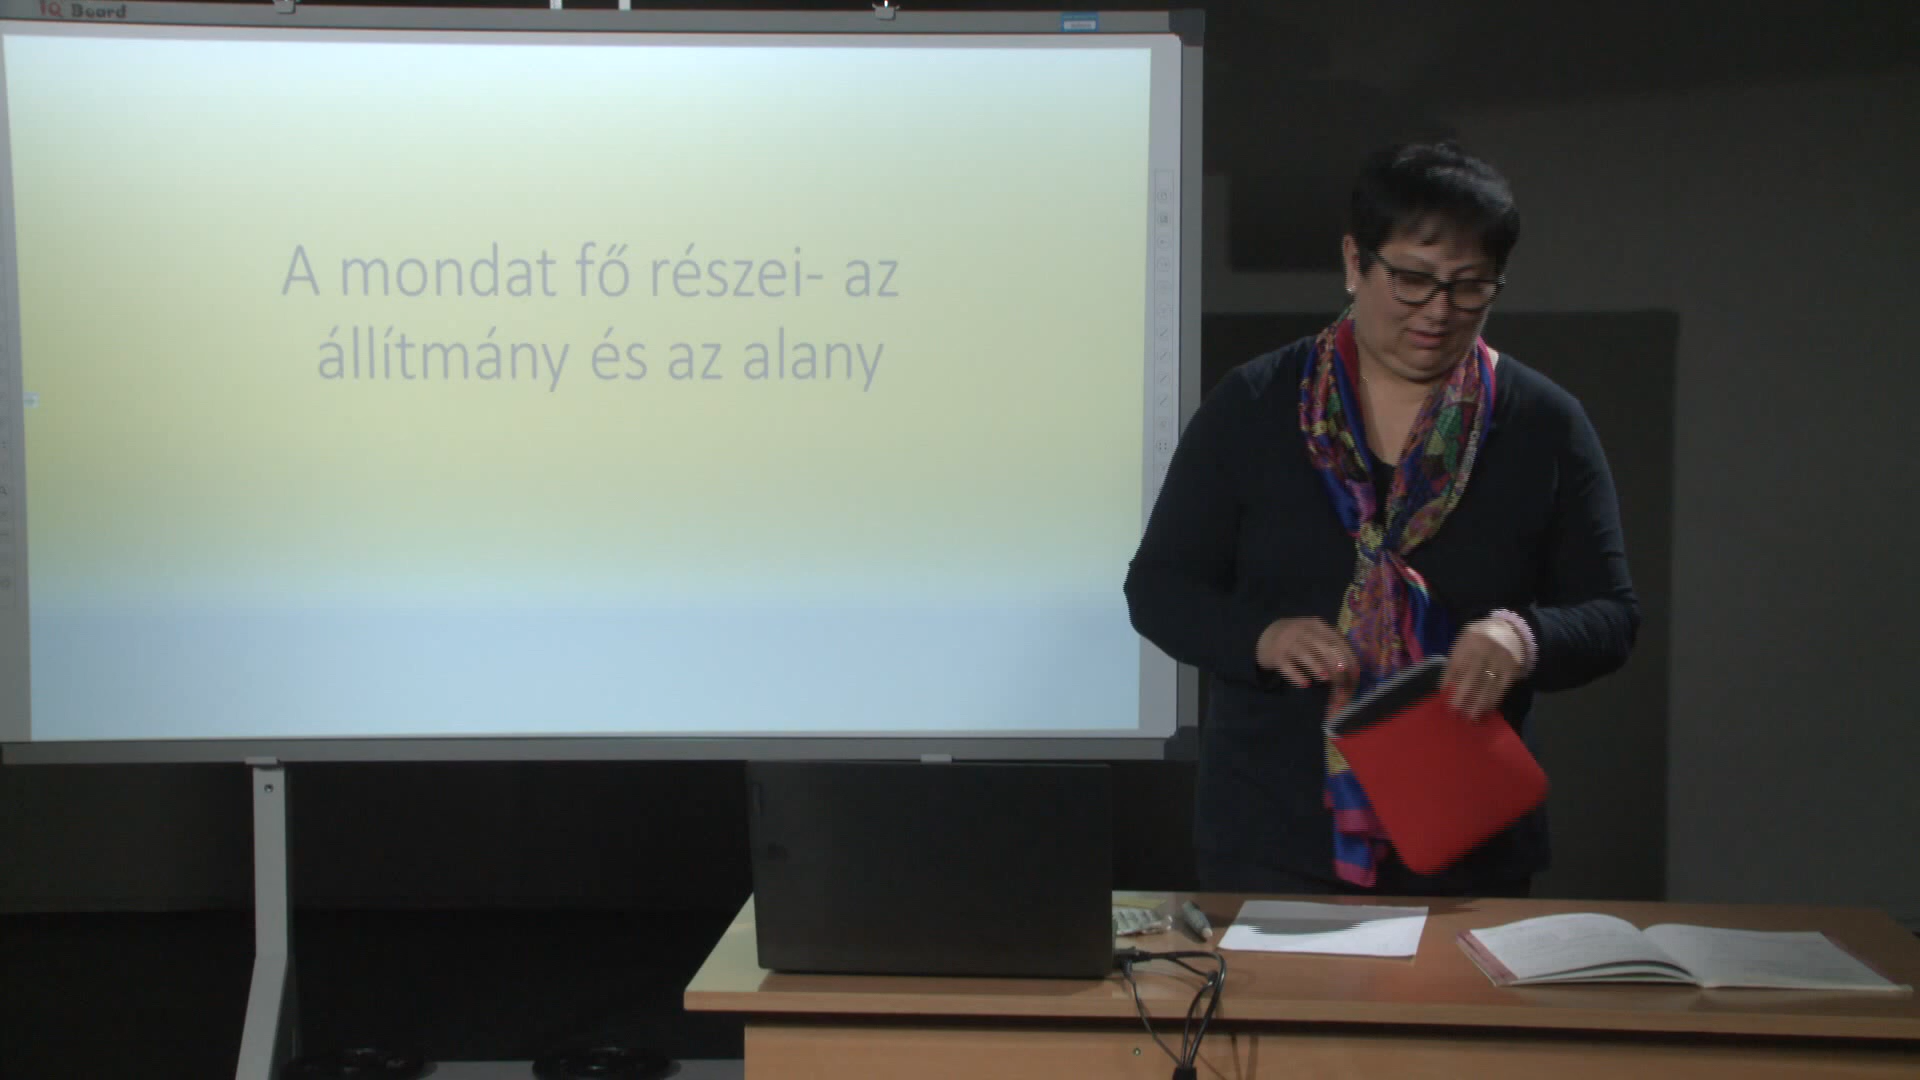 IQ Board
A mondat fő részei- az
állítmány és az alany